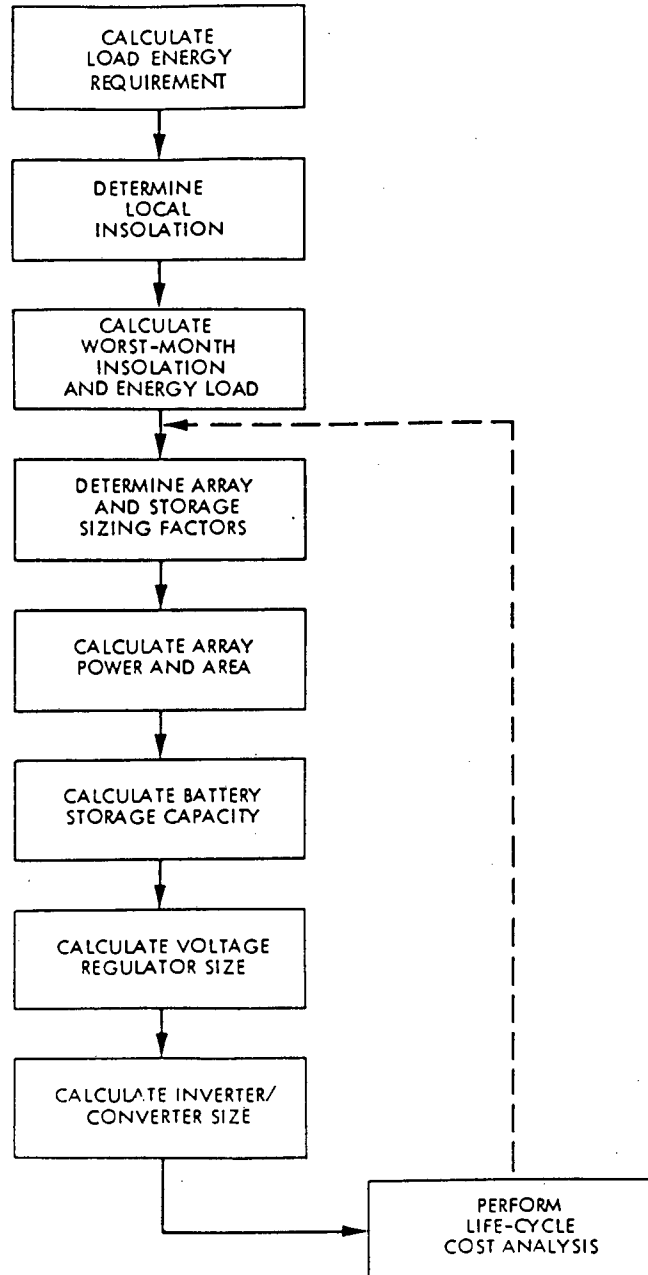 CALCULATE
LOAD ENERGY
REQUIREMENT
DETERMINE
LOCAL
INSOLATION
CALCULATE
WORST-MONTH
INSOLATION
AND ENERGY LOAD
DETERMINE ARRAY
AND STORAGE
SIZING FACTORS
CALCULATE ARRAY
POWER AND AREA
CALCULATE BATTERY
STORAGE CAPACITY
CALCULATE VOLTAGE
REGULATOR SIZE
CALCULATE INVERTER/
CONVERTER SIZE
PERFORM
LIFE-CYCLE
COST ANALYSIS